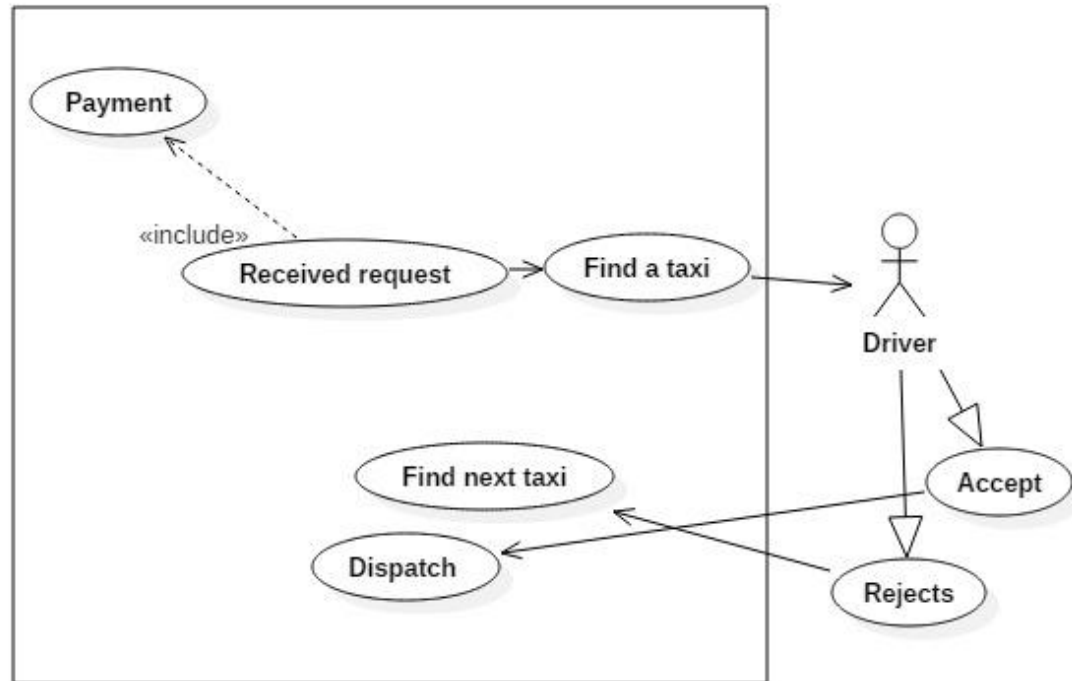 Payment
«include»
Received request
Find a taxi
Driver
Find next taxi
Accept
Dispatch
Rejects